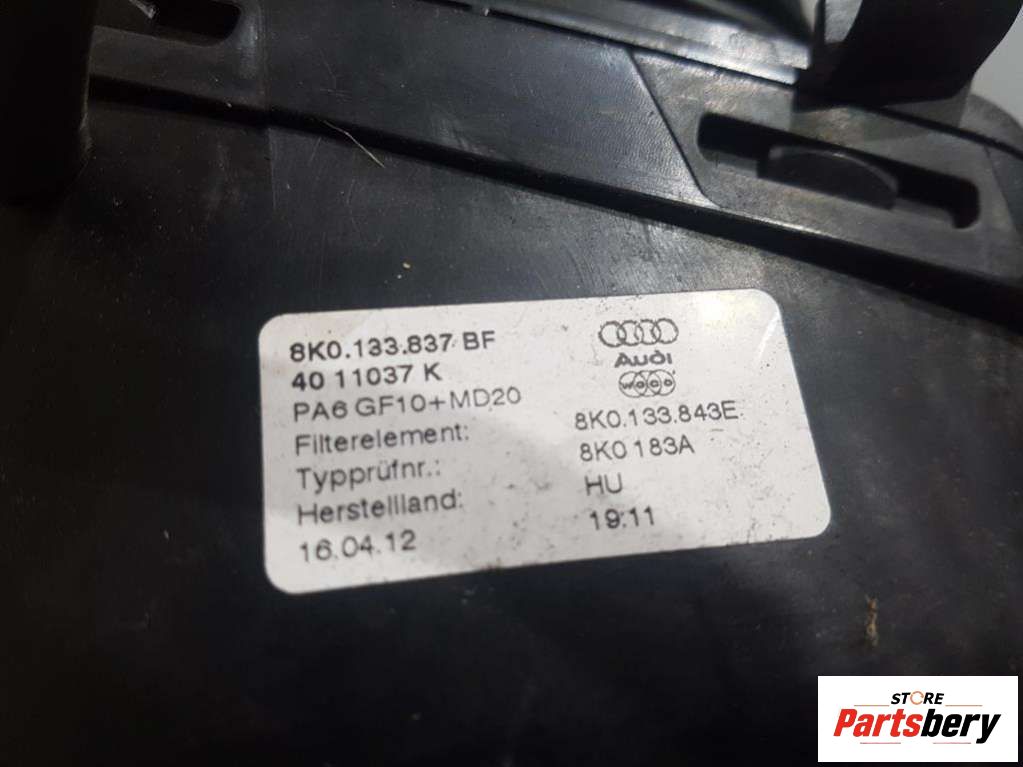 8K0.133.837 BF
40 11037 K
PA6 GF10+MD20
Filterelement:
Typprüfnr.:
Herstellland:
16.04.12
Audi
WOCO
8K0.133.843E
8K0 183A
HU
19:11
STORE
Partsbery